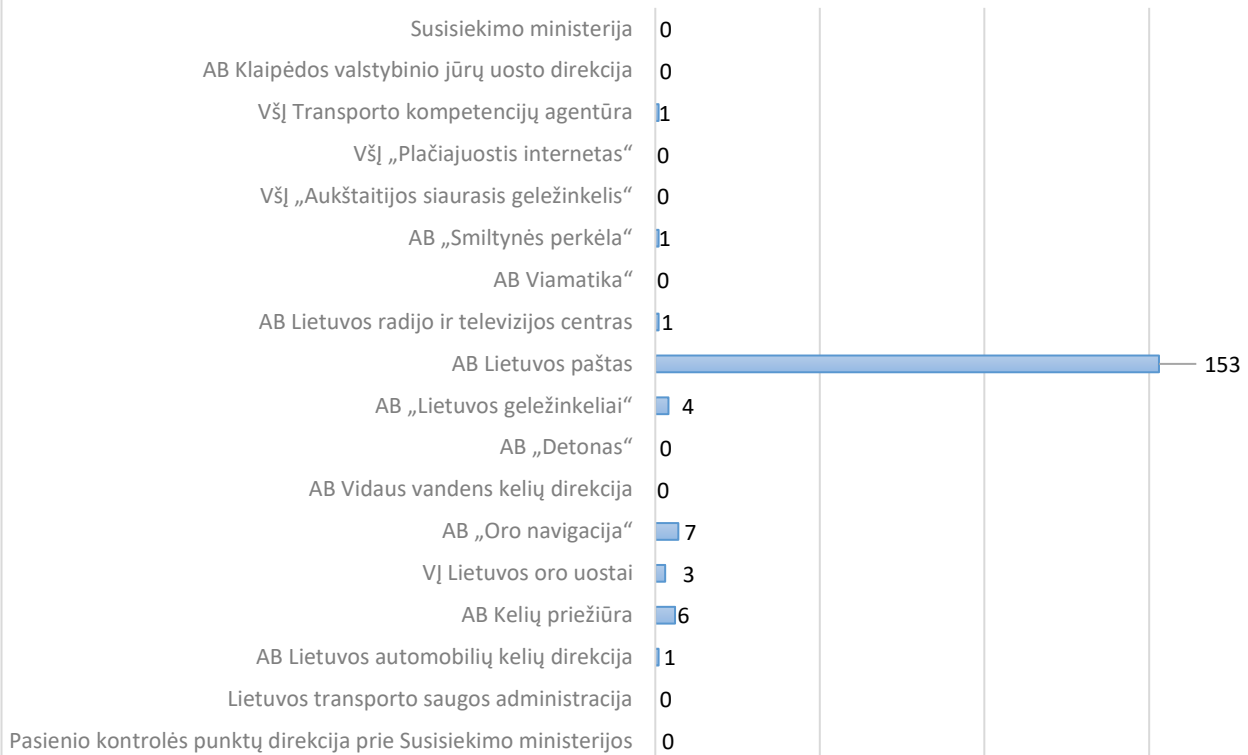 Susisiekimo ministerija 0
AB Klaipėdos valstybinio jūrų uosto direkcija 0
VšĮ Transporto kompetencijų agentūra 1
VšĮ „Plačiajuostis internetas“ 0
VšĮ „Aukštaitijos siaurasis geležinkelis“ 0
AB „Smiltynės perkėla“ 1
AB Viamatika“ 0
AB Lietuvos radijo ir televizijos centras 1
AB Lietuvos paštas 153
AB „Lietuvos geležinkeliai“ 4
AB „Detonas“ 0
AB Vidaus vandens kelių direkcija 0
AB „Oro navigacija“ 7
VĮ Lietuvos oro uostai 3
AB Kelių priežiūra 6
AB Lietuvos automobilių kelių direkcija 1
Lietuvos transporto saugos administracija 0
Pasienio kontrolės punktų direkcija prie Susisiekimo ministerijos 0